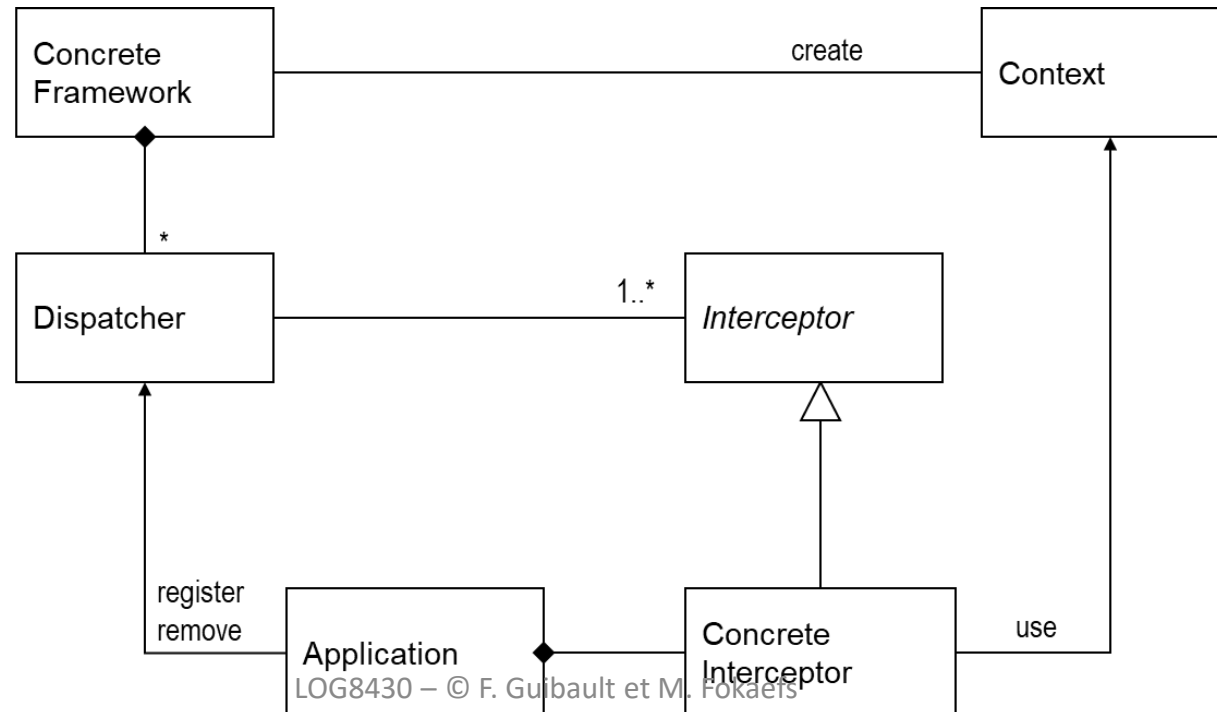 Concrete
Framework
create
Context
*
Dispatcher
1..*
Interceptor
register
remove
Application
Concrete
Interceptor
use
LOG8430 – © F. Guibault et M. Fokaefs